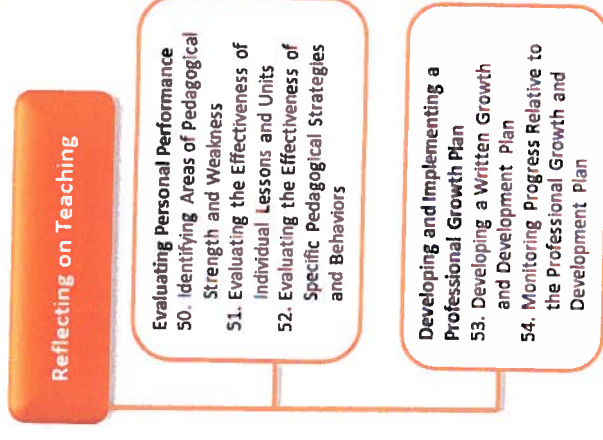 Reflecting on Teaching
Evaluating Personal Performance
50. Identifying Areas of Pedagogical
Strength and Weakness
51. Evaluating the Effectiveness of
Individual Lessons and Units
52. Evaluating the Effectiveness of
Specific Pedagogical Strategies
and Behaviors
Developing and Implementing a
Professional Growth Plan
53. Developing a Written Growth
and Development Plan
54. Monitoring Progress Relative to
the Professional Growth and
Development Plan